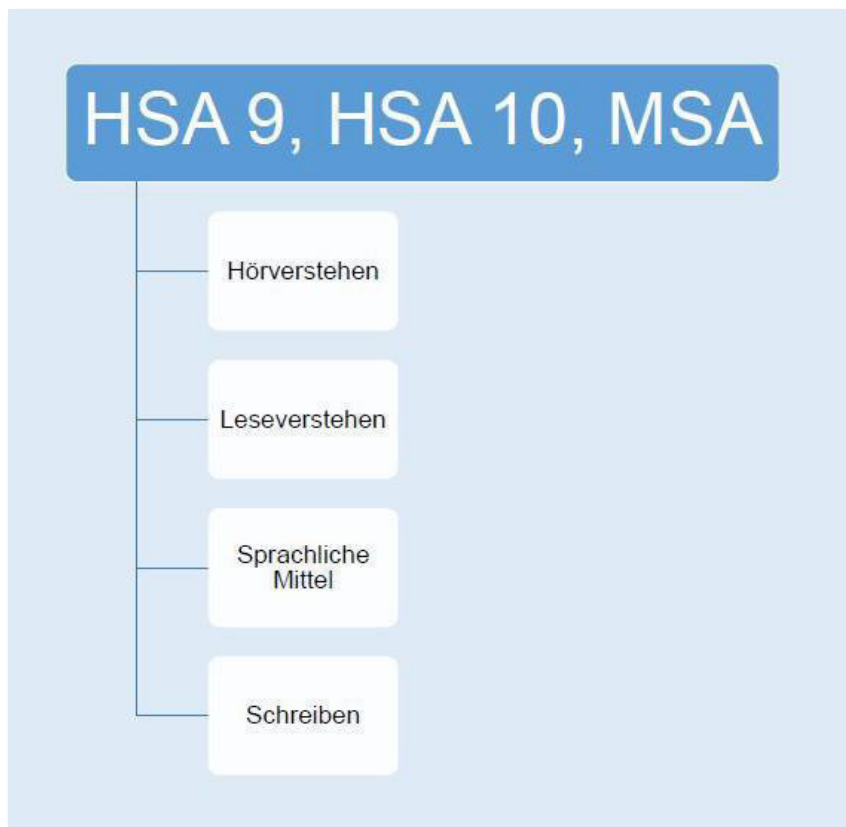 HSA 9, HSA 10, MSA
Hörverstehen
Leseverstehen
Sprachliche
Mittel
Schreiben